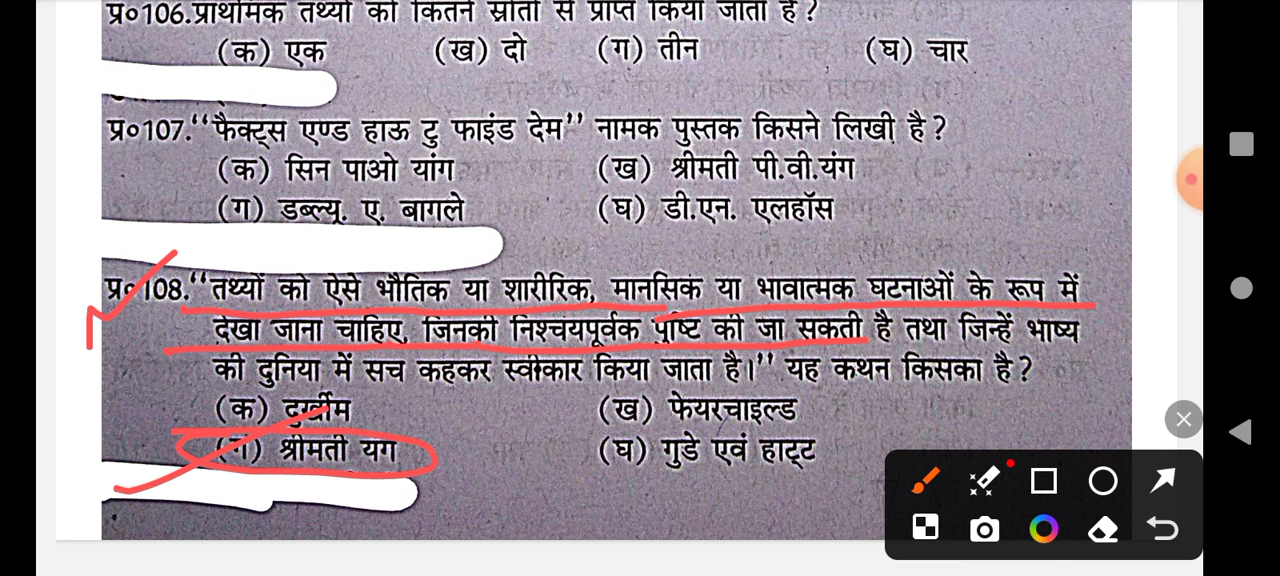 प्र०106.प्राथमिक तथ्यों को कितने स्रोतों से प्राप्त किया जाता है?
(क) एक (ख) दो (ग) तीन (घ) चार
प्र०107.“फैक्ट्स एण्ड हाऊ टु फाइंड देम” नामक पुस्तक किसने लिखी है?
(क) सिन पाओ यांग (ख) श्रीमती पी.वी.यंग
(ग) डब्ल्यू. ए. बागले (घ) डी.एन. एलहॉस
प्र०108.“तथ्यों को ऐसे भौतिक या शारीरिक, मानसिक या भावात्मक घटनाओं के रूप में
देखा जाना चाहिए, जिनकी निश्चयपूर्वक पुष्टि की जा सकती है तथा जिन्हें भाष्य
की दुनिया में सच कहकर स्वीकार किया जाता है।” यह कथन किसका है?
(क) दुर्खीम (ख) फेयरचाइल्ड
(ग) श्रीमती यंग (घ) गुडे एवं हाट्ट